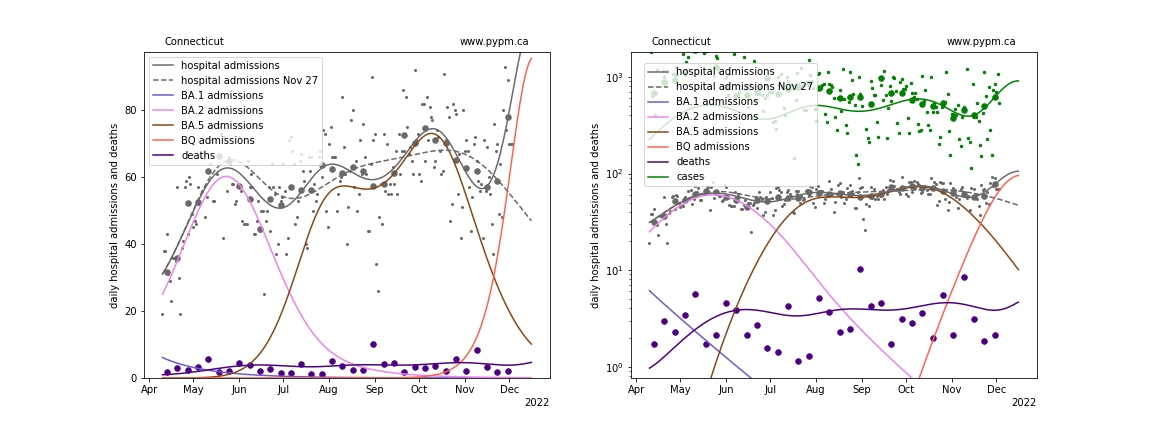 Connecticut
www.pypm.ca
hospital admissions
hospital admissions Nov 27
BA.1 admissions
BA.2 admissions
BA.5 admissions
BQ admissions
deaths
daily hospital admissions and deaths
80
60
40
20
0
Apr May Jun Jul Aug Sep Oct Nov Dec
2022
Connecticut
www.pypm.ca
hospital admissions
hospital admissions Nov 27
BA.1 admissions
BA.2 admissions
BA.5 admissions
BQ admissions
deaths
cases
daily hospital admissions and deaths
10³
10²
10¹
10⁰
Apr May Jun Jul Aug Sep Oct Nov Dec
2022